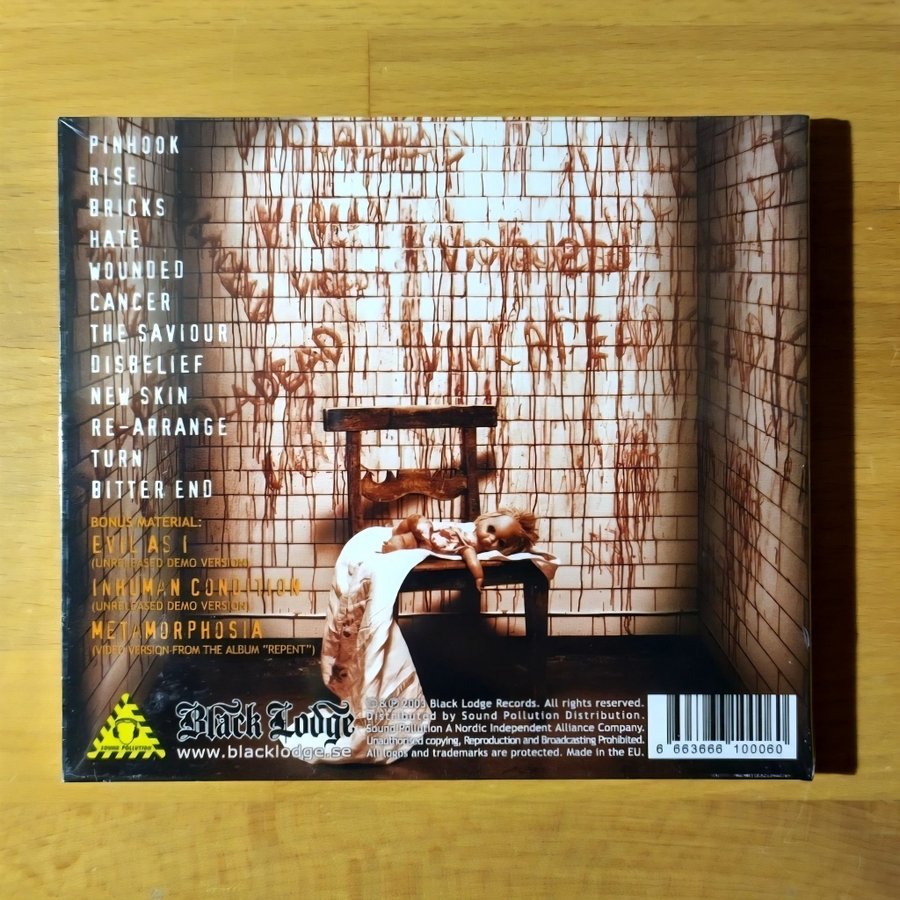 PINHOOK
RISE
BRICKS
HATE
WOUNDED
CANCER
THE SAVIOUR
DISBELIEF
NEW SKIN
RE-ARRANGE
TURN
BITTER END
BONUS MATERIAL:
EVIL AS I
(UNRELEASED DEMO VERSION)
INHUMAN CONDITION
(UNRELEASED DEMO VERSION)
METAMORPHOSIA
(VIDEO VERSION FROM THE ALBUM "REPENT")
DEAD
SOUND POLLUTION
Black Lodge
www.blacklodge.se
Black Lodge Records. All rights reserved.
Distributed by Sound Pollution Distribution.
Sound Pollution A Nordic Independent Alliance Company.
Unauthorized copying, Reproduction and Broadcasting Prohibited.
All logos and trademarks are protected. Made in the EU.
6 663666 100060